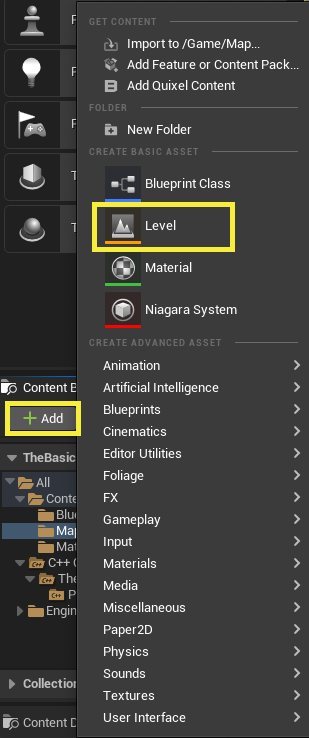 GET CONTENT
Import to /Game/Map...
Add Feature or Content Pack...
Add Quixel Content
FOLDER
New Folder
CREATE BASIC ASSET
Blueprint Class
Level
Material
Niagara System
CREATE ADVANCED ASSET
Animation
Artificial Intelligence
Blueprints
Cinematics
Editor Utilities
Foliage
FX
Gameplay
Input
Materials
Media
Miscellaneous
Paper2D
Physics
Sounds
Textures
User Interface
Content B
Add
TheBasic
All
Conte
Blu
Map
Mat
C++ C
The
P
Engin
Collection
Content D